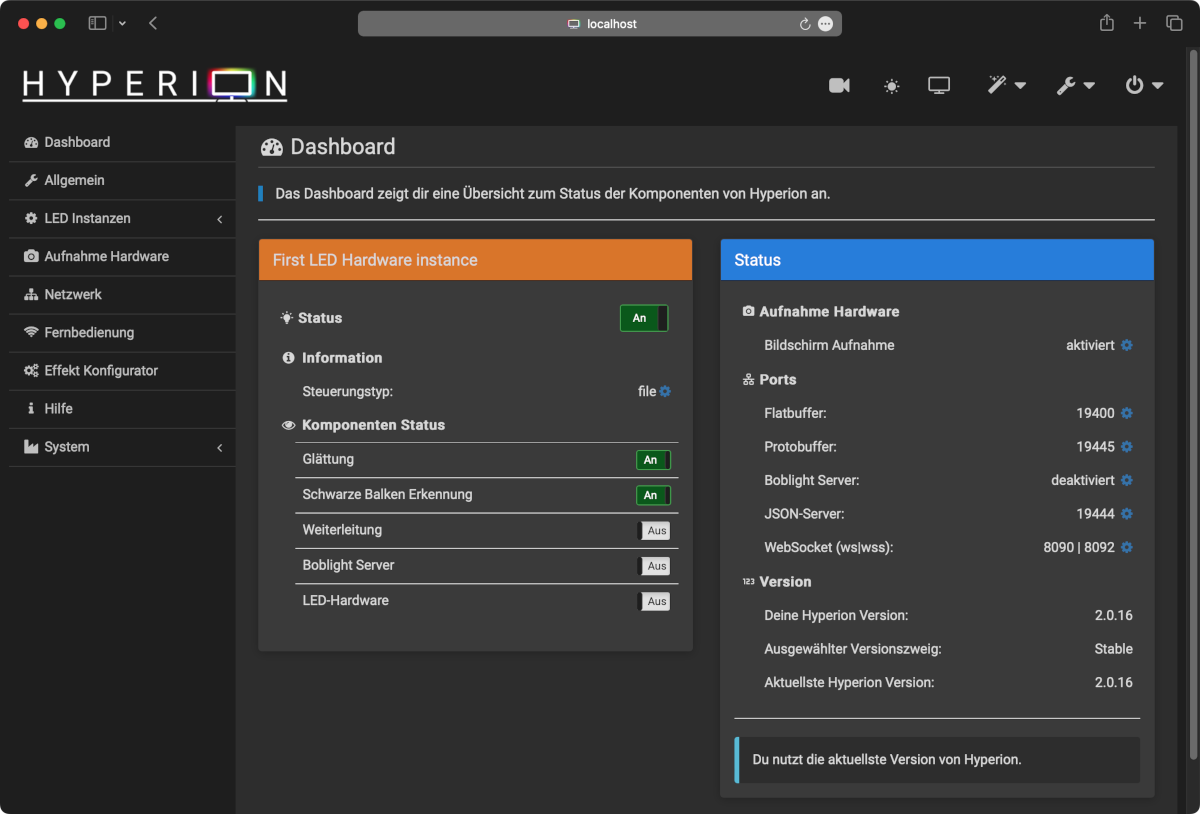 localhost
HYPERION
Dashboard
Allgemein
LED Instanzen
Aufnahme Hardware
Netzwerk
Fernbedienung
Effekt Konfigurator
Hilfe
System
Dashboard
Das Dashboard zeigt dir eine Übersicht zum Status der Komponenten von Hyperion an.
First LED Hardware instance
Status An
Information
Steuerungstyp: file
Komponenten Status
Glättung An
Schwarze Balken Erkennung An
Weiterleitung Aus
Boblight Server Aus
LED-Hardware Aus
Status
Aufnahme Hardware
Bildschirm Aufnahme aktiviert
Ports
Flatbuffer: 19400
Protobuffer: 19445
Boblight Server: deaktiviert
JSON-Server: 19444
WebSocket (ws|wss): 8090 | 8092
123 Version
Deine Hyperion Version: 2.0.16
Ausgewählter Versionszweig: Stable
Aktuellste Hyperion Version: 2.0.16
Du nutzt die aktuellste Version von Hyperion.